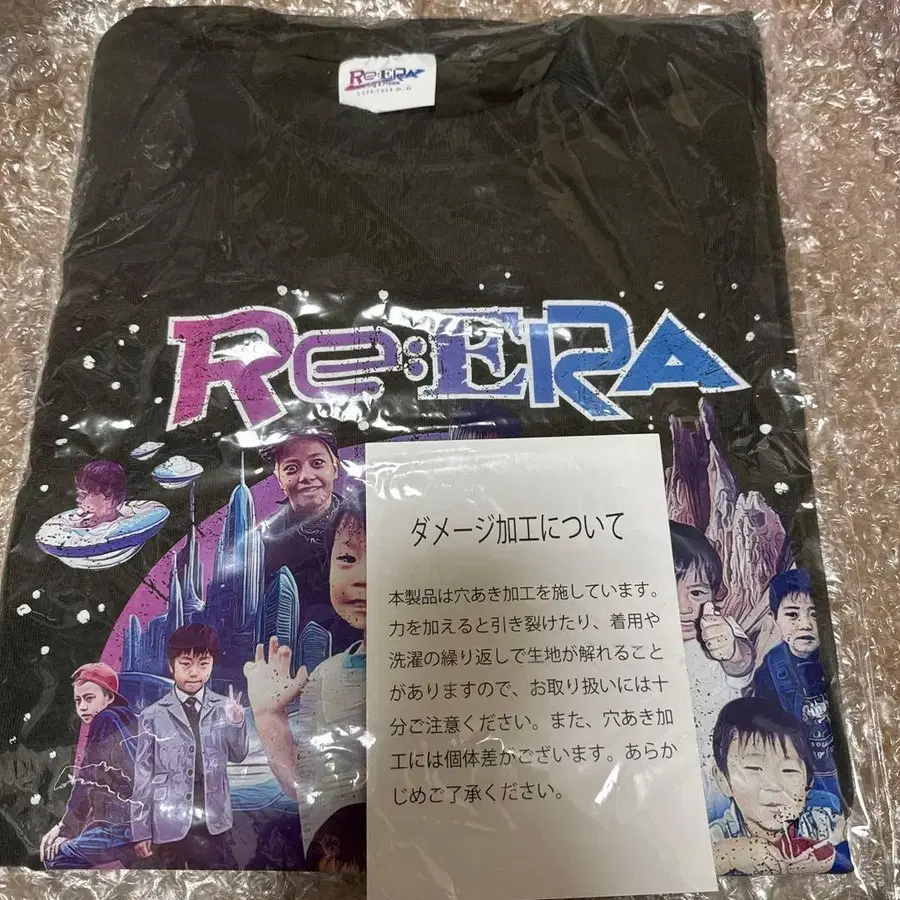 Re:ERA
Re:ERA
ダメージ加工について
本製品は穴あき加工を施しています。
力を加えると引き裂けたり、着用や
洗濯の繰り返しで生地が解れること
がありますので、お取り扱いには十
分ご注意ください。また、穴あき加
工には個体差がございます。あらか
じめご了承ください。